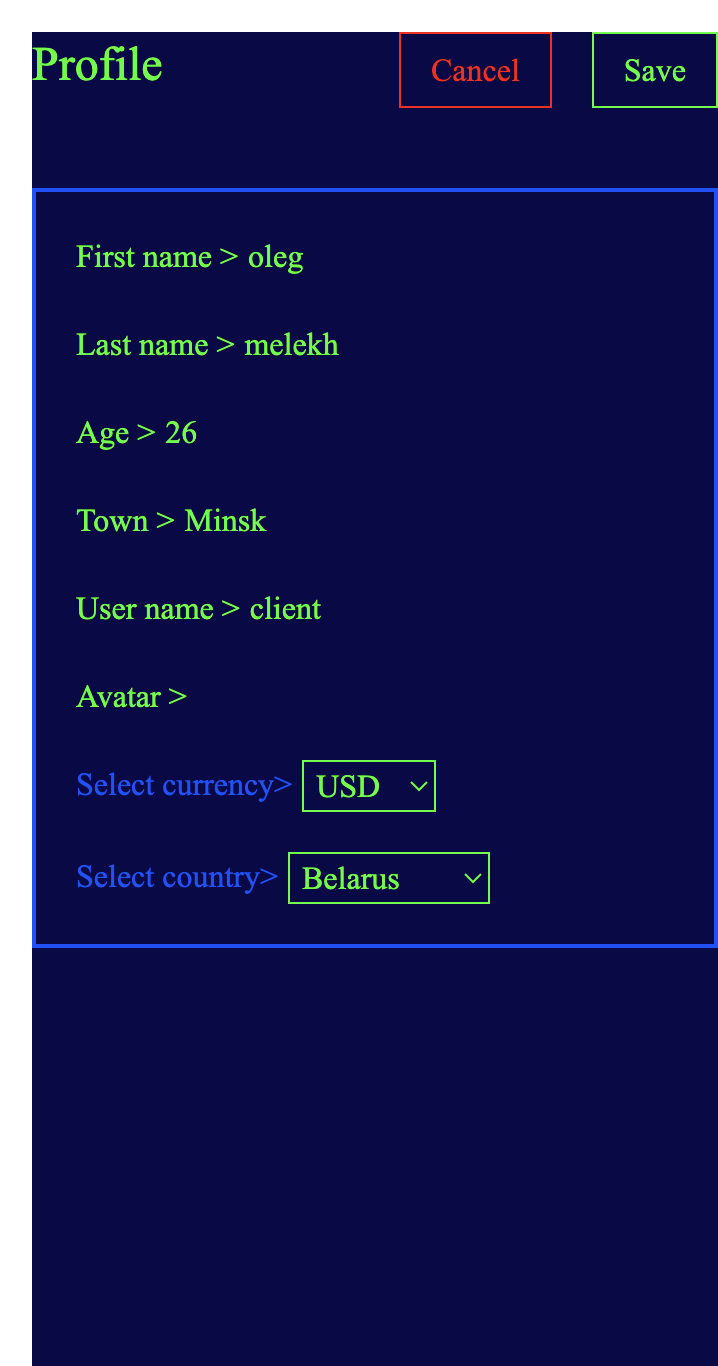 Profile Cancel Save
First name > oleg
Last name > melekh
Age > 26
Town > Minsk
User name > client
Avatar >
Select currency> USD
Select country> Belarus